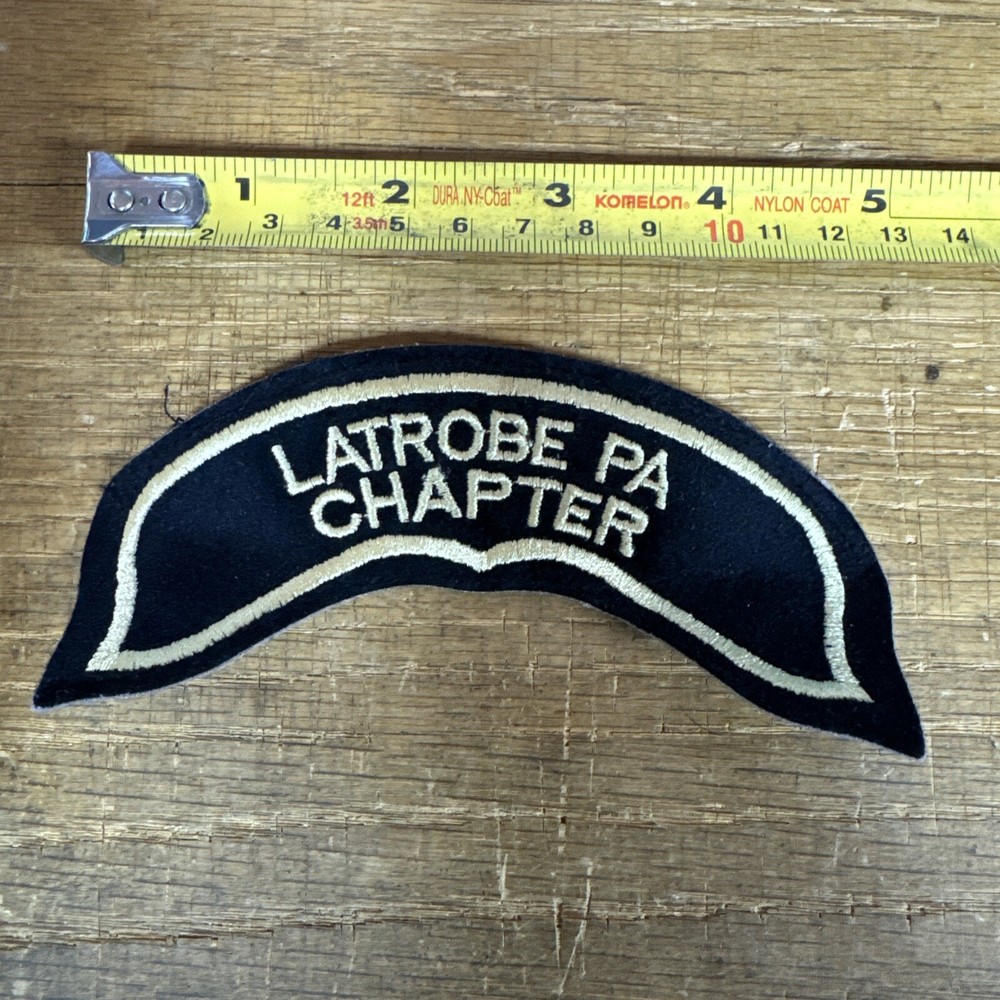 1 12ft 2 DURA NY-Coat™ 3 KOMELON® 4 NYLON COAT 5
1 2 3 4 3.5m 5 6 7 8 9 10 11 12 13 14
LATROBE PA
CHAPTER